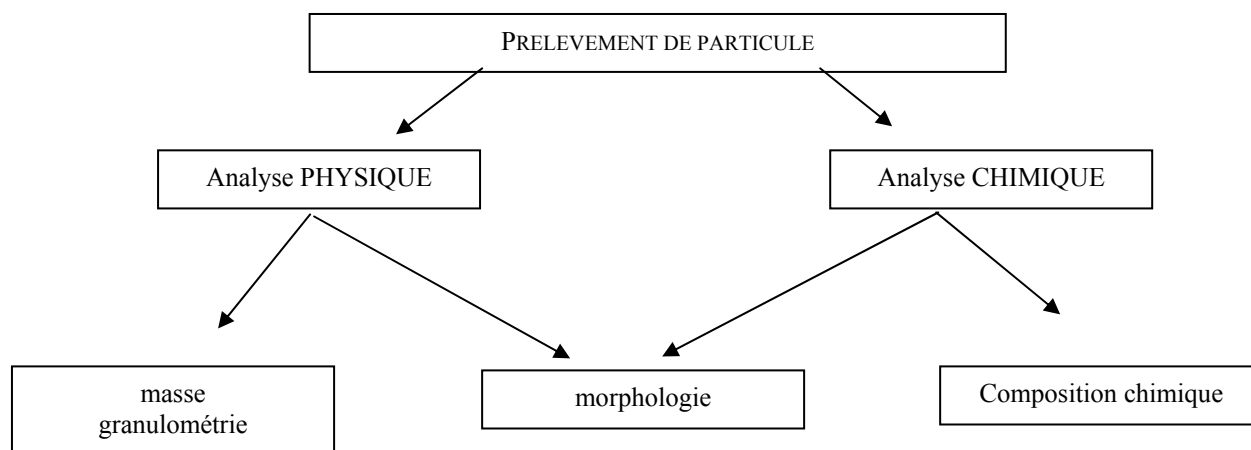 PRELEVEMENT DE PARTICULE
Analyse PHYSIQUE
Analyse CHIMIQUE
masse
granulométrie
morphologie
Composition chimique